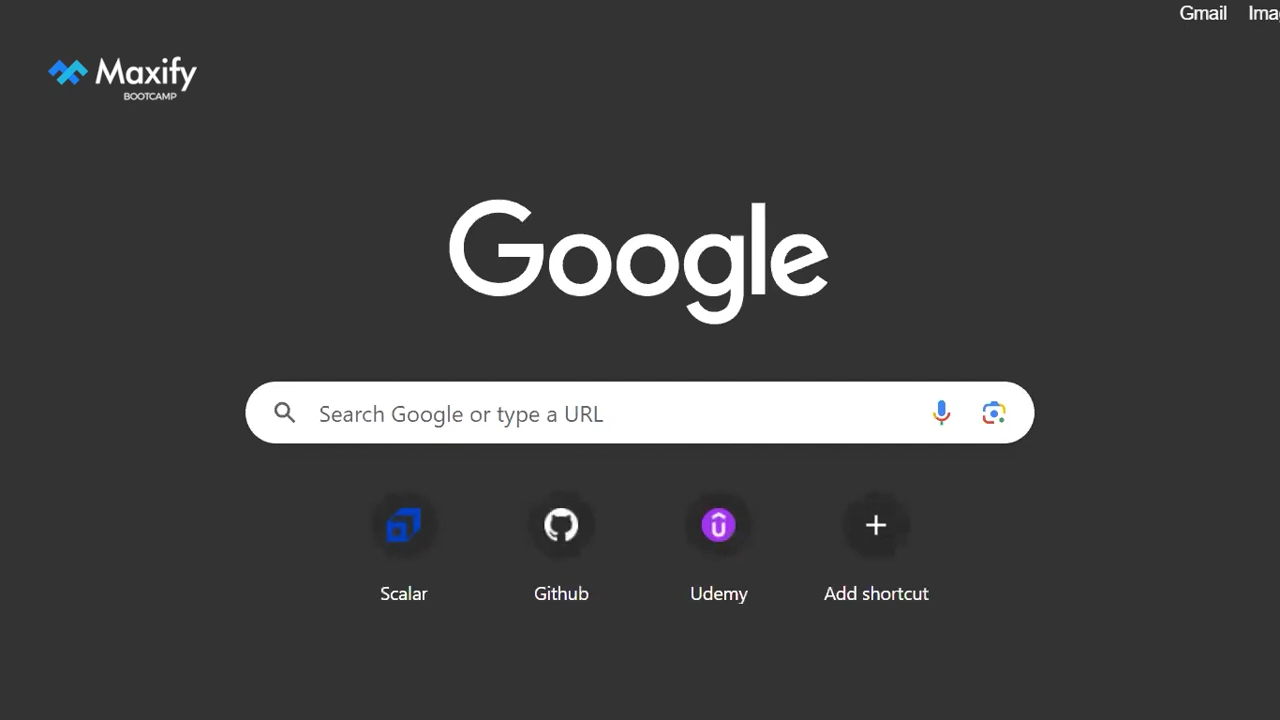 Gmail
Maxify
BOOTCAMP
Google
Search Google or type a URL
Scalar
Github
Udemy
Add shortcut